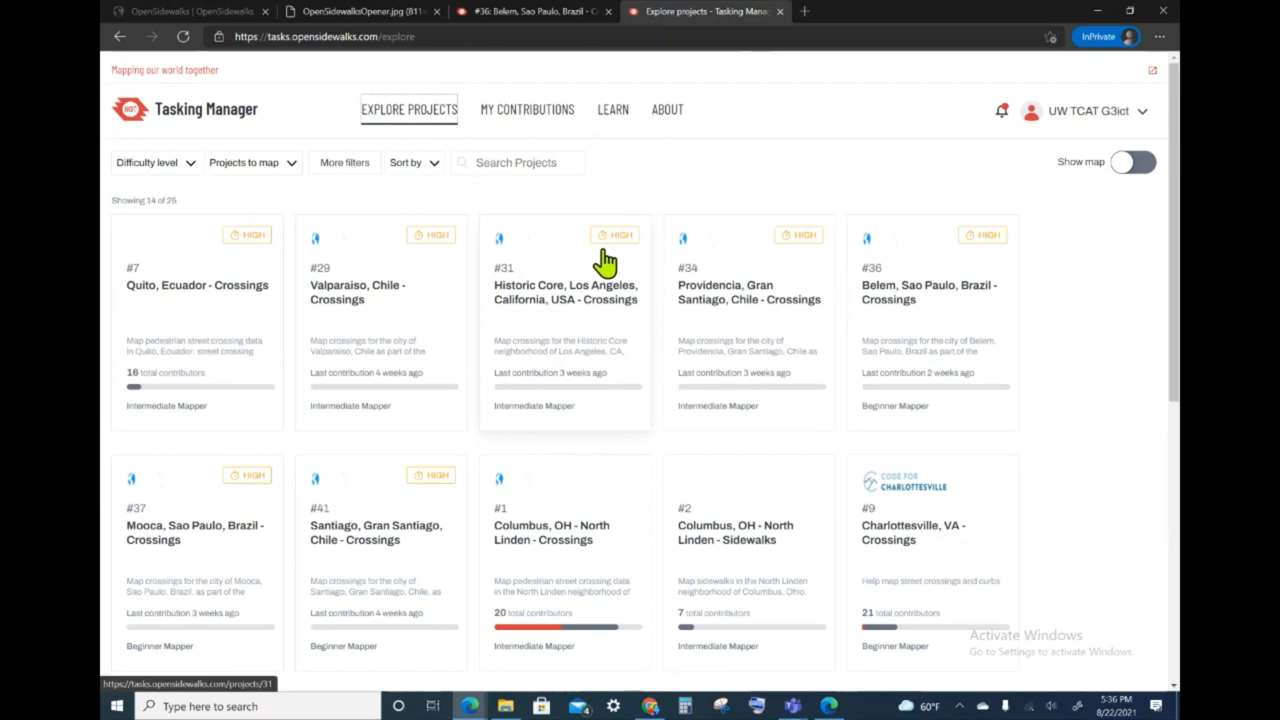 OpenSidewalks | OpenSidewalks
OpenSidewalksOpener.jpg (811×
#36: Belem, Sao Paulo, Brazil - C
Explore projects - Tasking Mana
https://tasks.opensidewalks.com/explore
InPrivate
Mapping our world together
HOT Tasking Manager
EXPLORE PROJECTS
MY CONTRIBUTIONS
LEARN
ABOUT
UW TCAT G3ict
Difficulty level
Projects to map
More filters
Sort by
Search Projects
Show map
Showing 14 of 26
HIGH
#7
Quito, Ecuador - Crossings
Map pedestrian street crossing data
in Quito, Ecuador: street crossing
16 total contributors
Intermediate Mapper
HIGH
#29
Valparaiso, Chile -
Crossings
Map crossings for the city of
Valparaiso, Chile as part of the
Last contribution 4 weeks ago
Intermediate Mapper
HIGH
#31
Historic Core, Los Angeles,
California, USA - Crossings
Map crossings for the Historic Core
neighborhood of Los Angeles, CA,
Last contribution 3 weeks ago
Intermediate Mapper
HIGH
#34
Providencia, Gran
Santiago, Chile - Crossings
Map crossings for the city of
Providencia, Gran Santiago, Chile as
Last contribution 3 weeks ago
Intermediate Mapper
HIGH
#36
Belem, Sao Paulo, Brazil -
Crossings
Map crossings for the city of Belem,
Sao Paulo, Brazil as part of the
Last contribution 2 weeks ago
Beginner Mapper
HIGH
#37
Mooca, Sao Paulo, Brazil -
Crossings
Map crossings for the city of Mooca,
Sao Paulo, Brazil, as part of the
Last contribution 3 weeks ago
Beginner Mapper
HIGH
#41
Santiago, Gran Santiago,
Chile - Crossings
Map crossings for the city of
Santiago, Gran Santiago, Chile, as
Last contribution 4 weeks ago
Beginner Mapper
#1
Columbus, OH - North
Linden - Crossings
Map pedestrian street crossing data
in the North Linden neighborhood of
20 total contributors
Intermediate Mapper
#2
Columbus, OH - North
Linden - Sidewalks
Map sidewalks in the North Linden
neighborhood of Columbus, Ohio.
7 total contributors
Intermediate Mapper
CODE FOR
CHARLOTTESVILLE
#9
Charlottesville, VA -
Crossings
Help map street crossings and curbs
21 total contributors
Beginner Mapper
Activate Windows
Go to Settings to activate Windows.
https://tasks.opensidewalks.com/projects/31
Type here to search
4
60°F
5:36 PM
8/22/2021